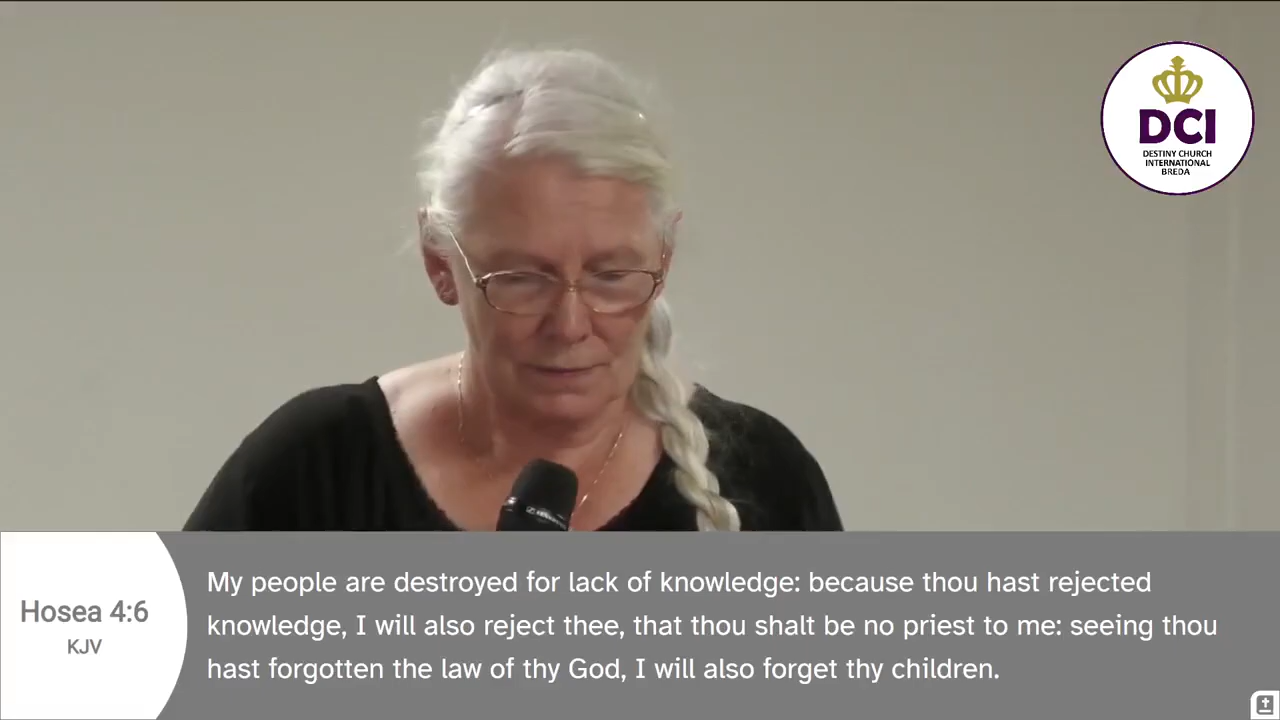 DCI
DESTINY CHURCH
INTERNATIONAL
BREDA
Hosea 4:6
KJV
My people are destroyed for lack of knowledge: because thou hast rejected
knowledge, I will also reject thee, that thou shalt be no priest to me: seeing thou
hast forgotten the law of thy God, I will also forget thy children.